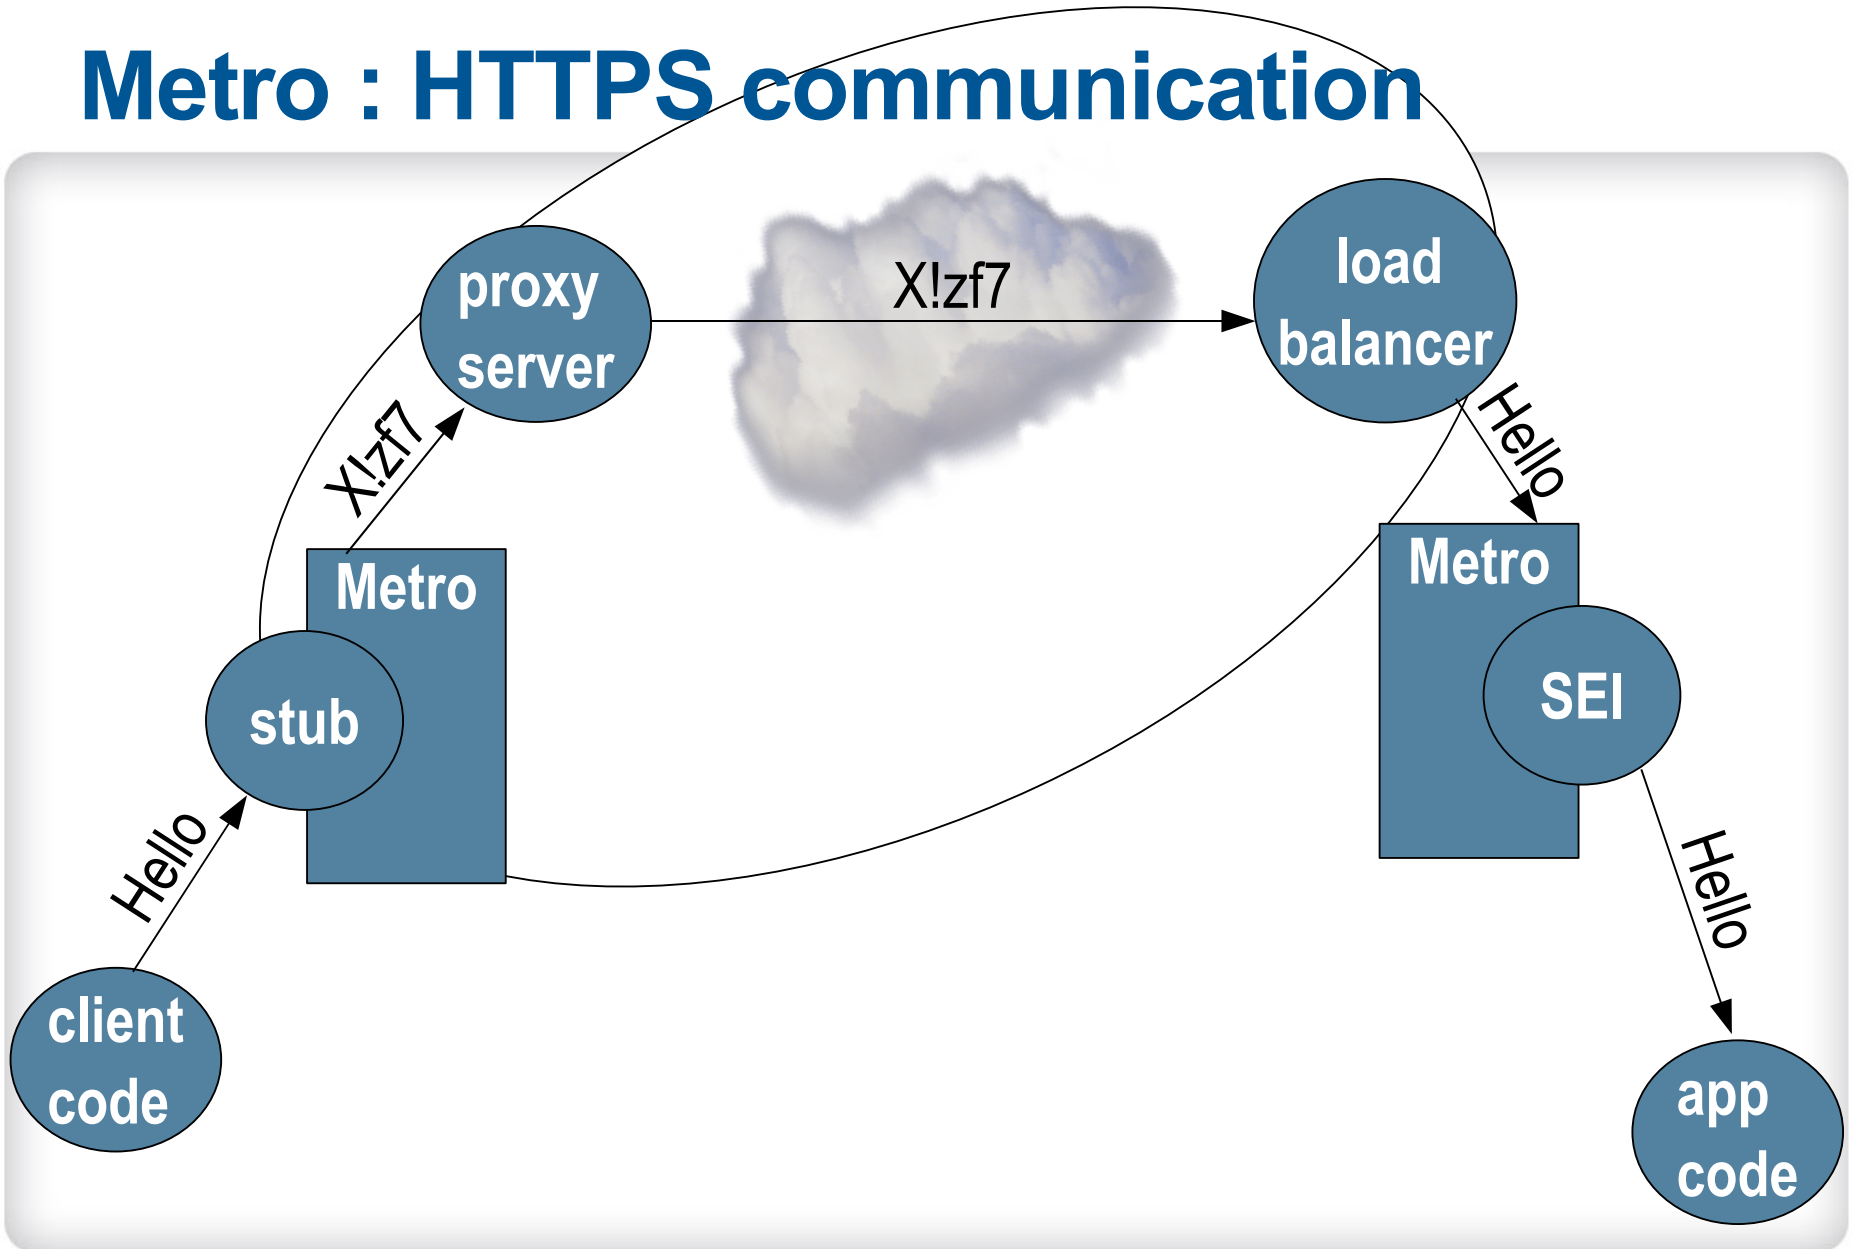 Metro : HTTPS communication
proxy
server
X!zf7
load
balancer
X!zf7
Hello
Metro
Metro
stub
SEI
Hello
Hello
client
code
app
code